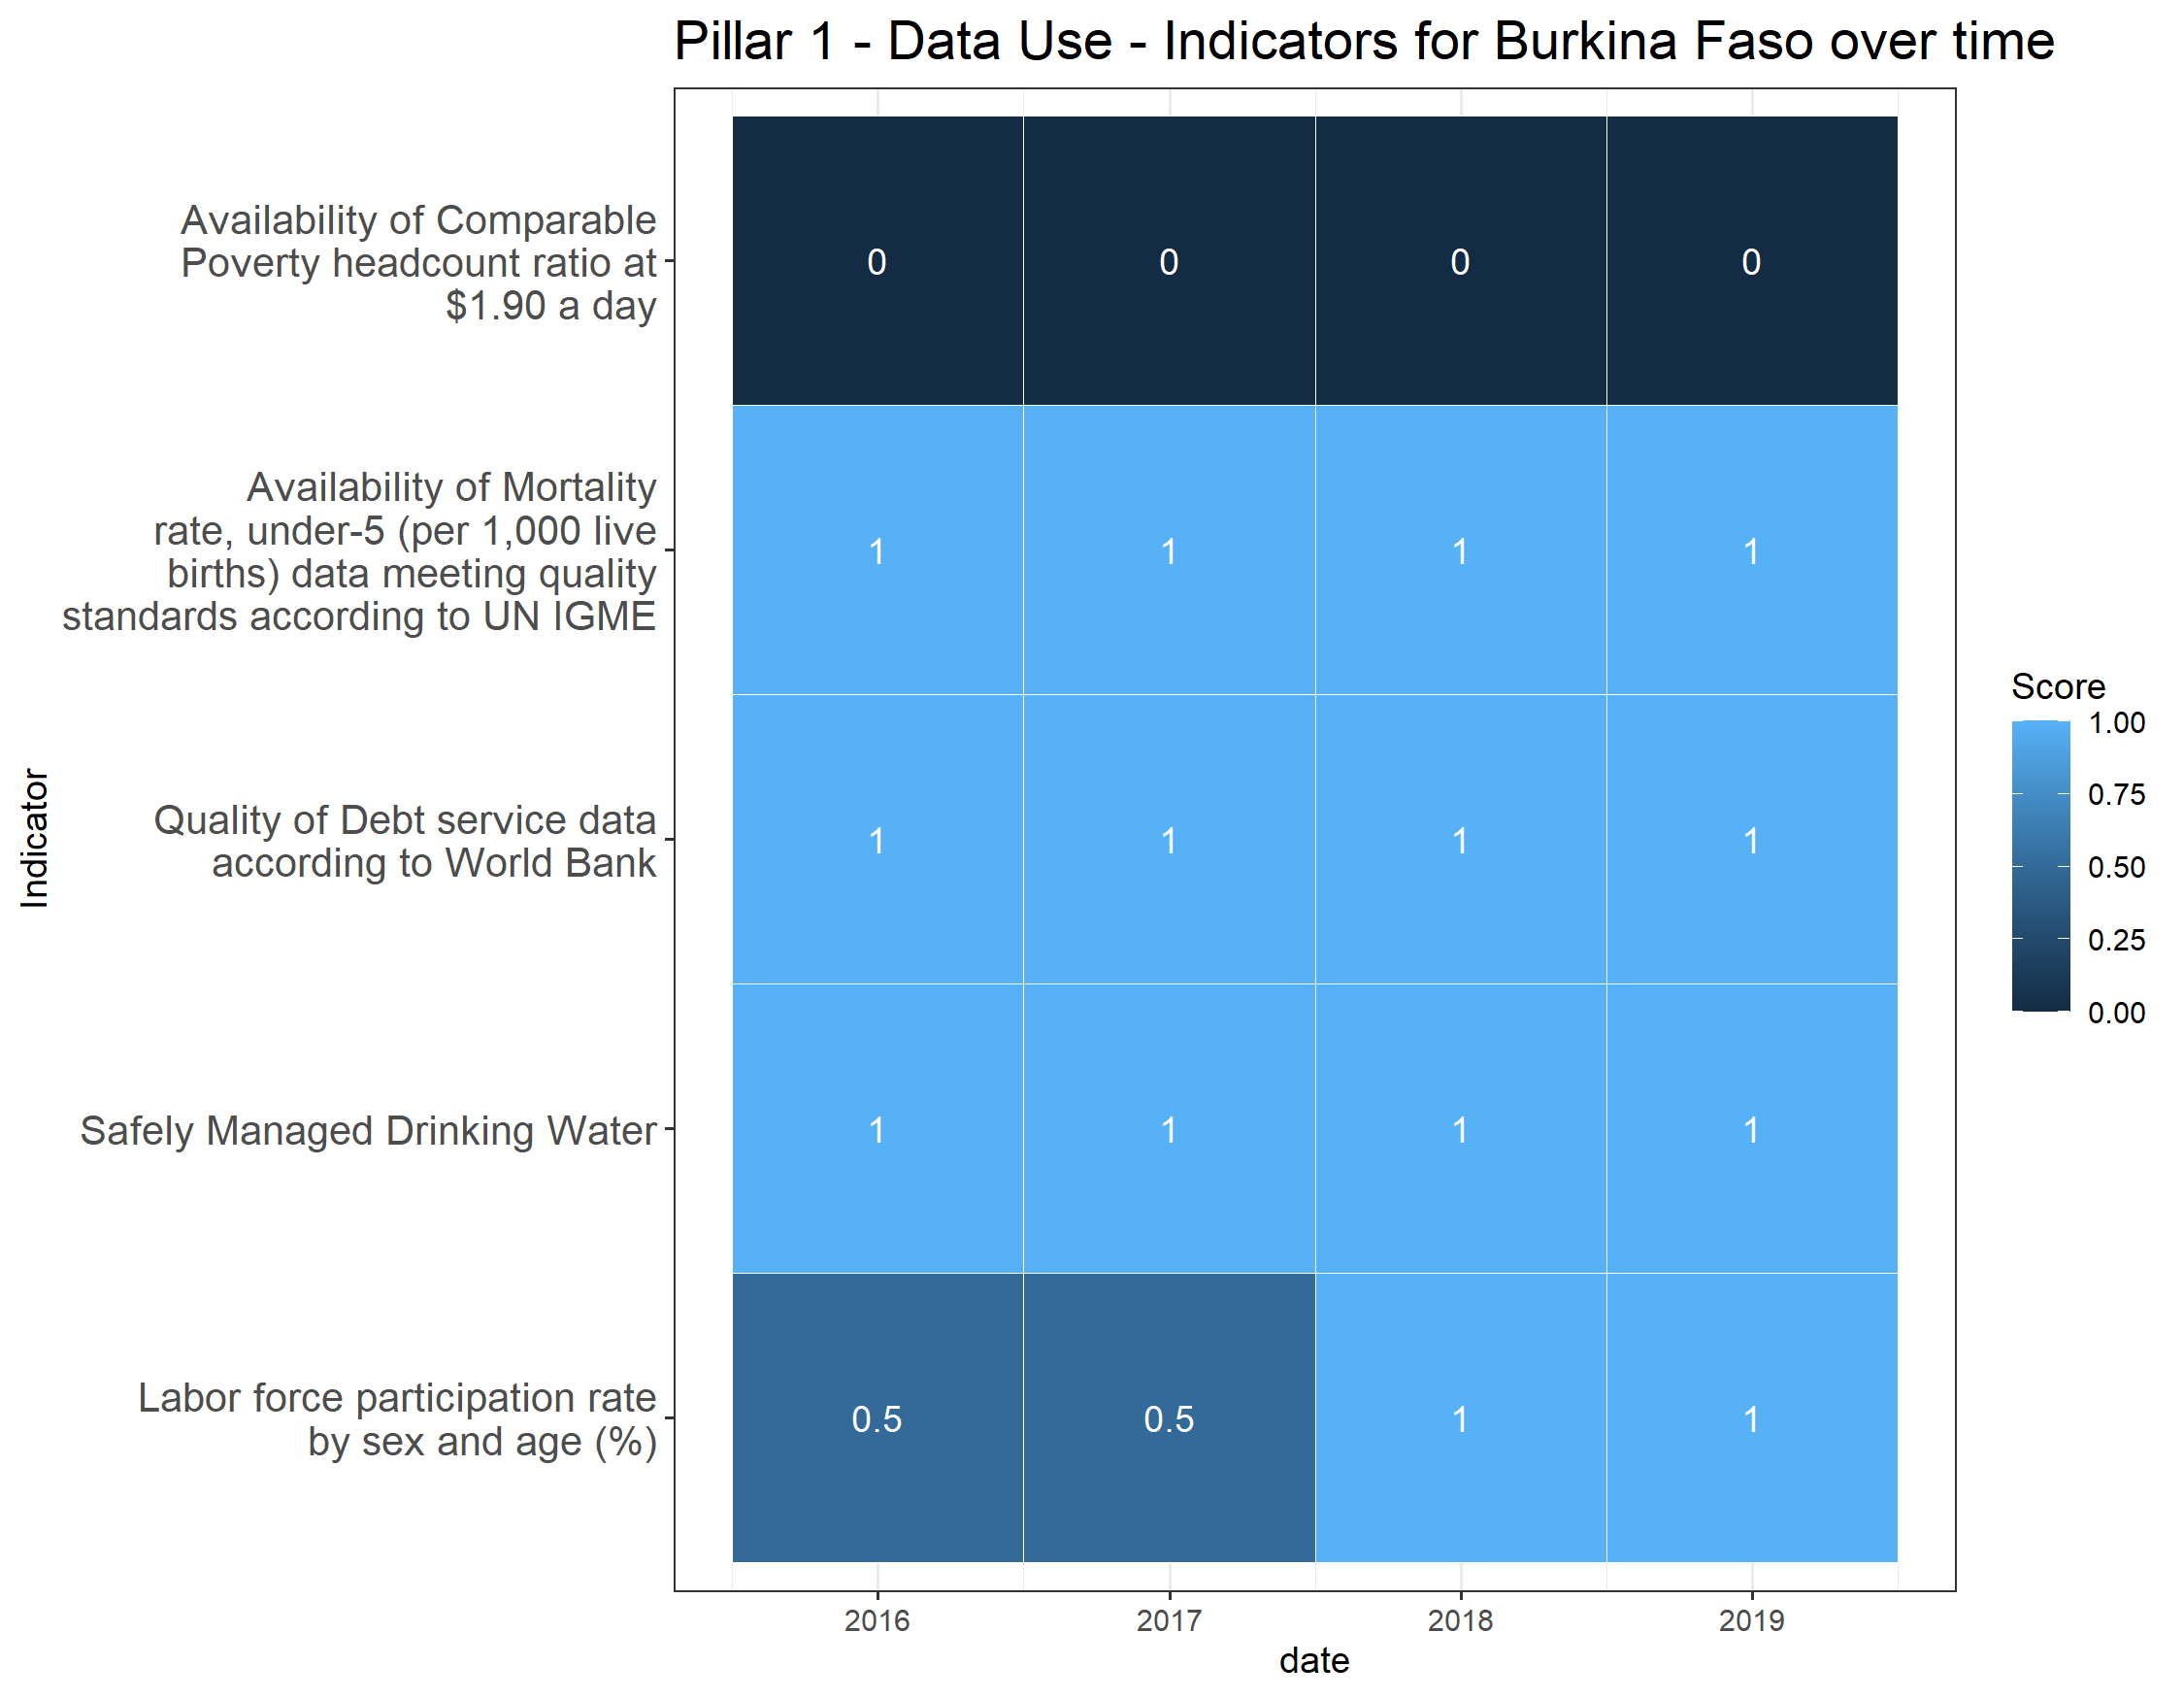 Pillar 1 - Data Use - Indicators for Burkina Faso over time
Indicator
Availability of Comparable
Poverty headcount ratio at
$1.90 a day
0 0 0 0
Availability of Mortality
rate, under-5 (per 1,000 live
births) data meeting quality
standards according to UN IGME
1 1 1 1
Quality of Debt service data
according to World Bank
1 1 1 1
Safely Managed Drinking Water
1 1 1 1
Labor force participation rate
by sex and age (%)
0.5 0.5 1 1
2016 2017 2018 2019
date
Score
1.00
0.75
0.50
0.25
0.00